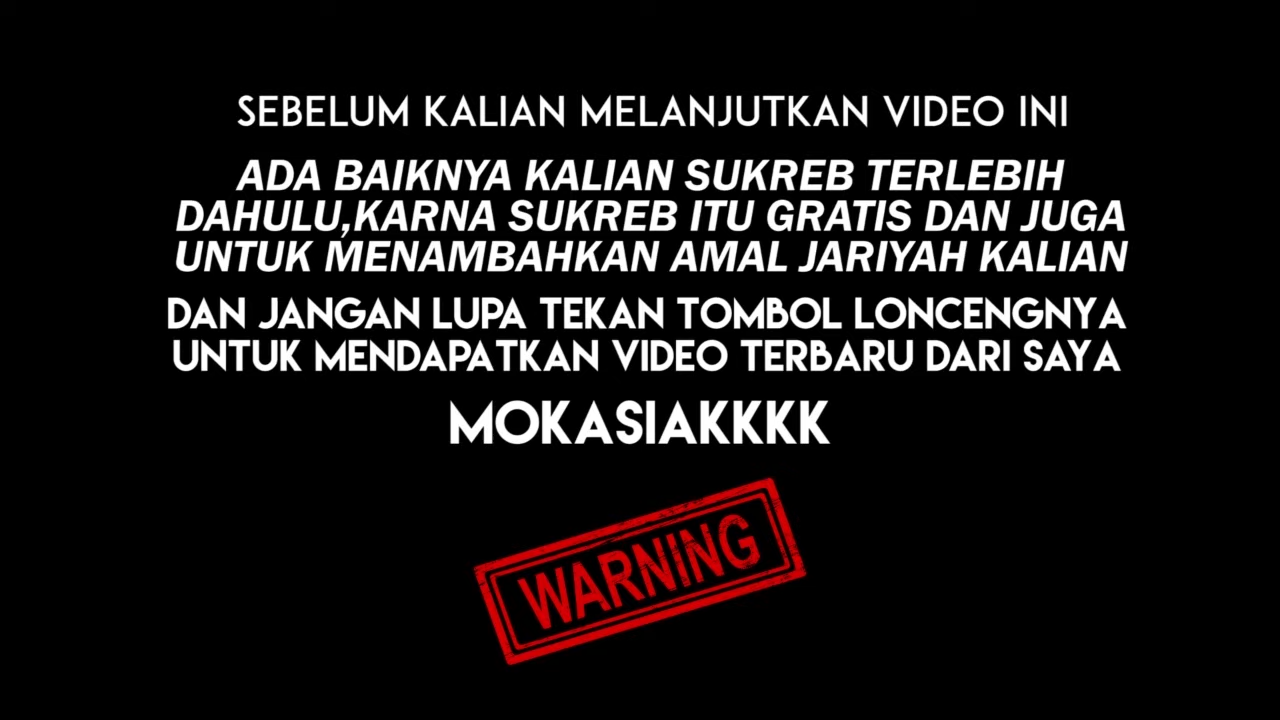 SEBELUM KALIAN MELANJUTKAN VIDEO INI
ADA BAIKNYA KALIAN SUKREB TERLEBIH
DAHULU,KARNA SUKREB ITU GRATIS DAN JUGA
UNTUK MENAMBAHKAN AMAL JARIYAH KALIAN
DAN JANGAN LUPA TEKAN TOMBOL LONCENGNYA
UNTUK MENDAPATKAN VIDEO TERBARU DARI SAYA
MOKASIAKKKK
WARNING